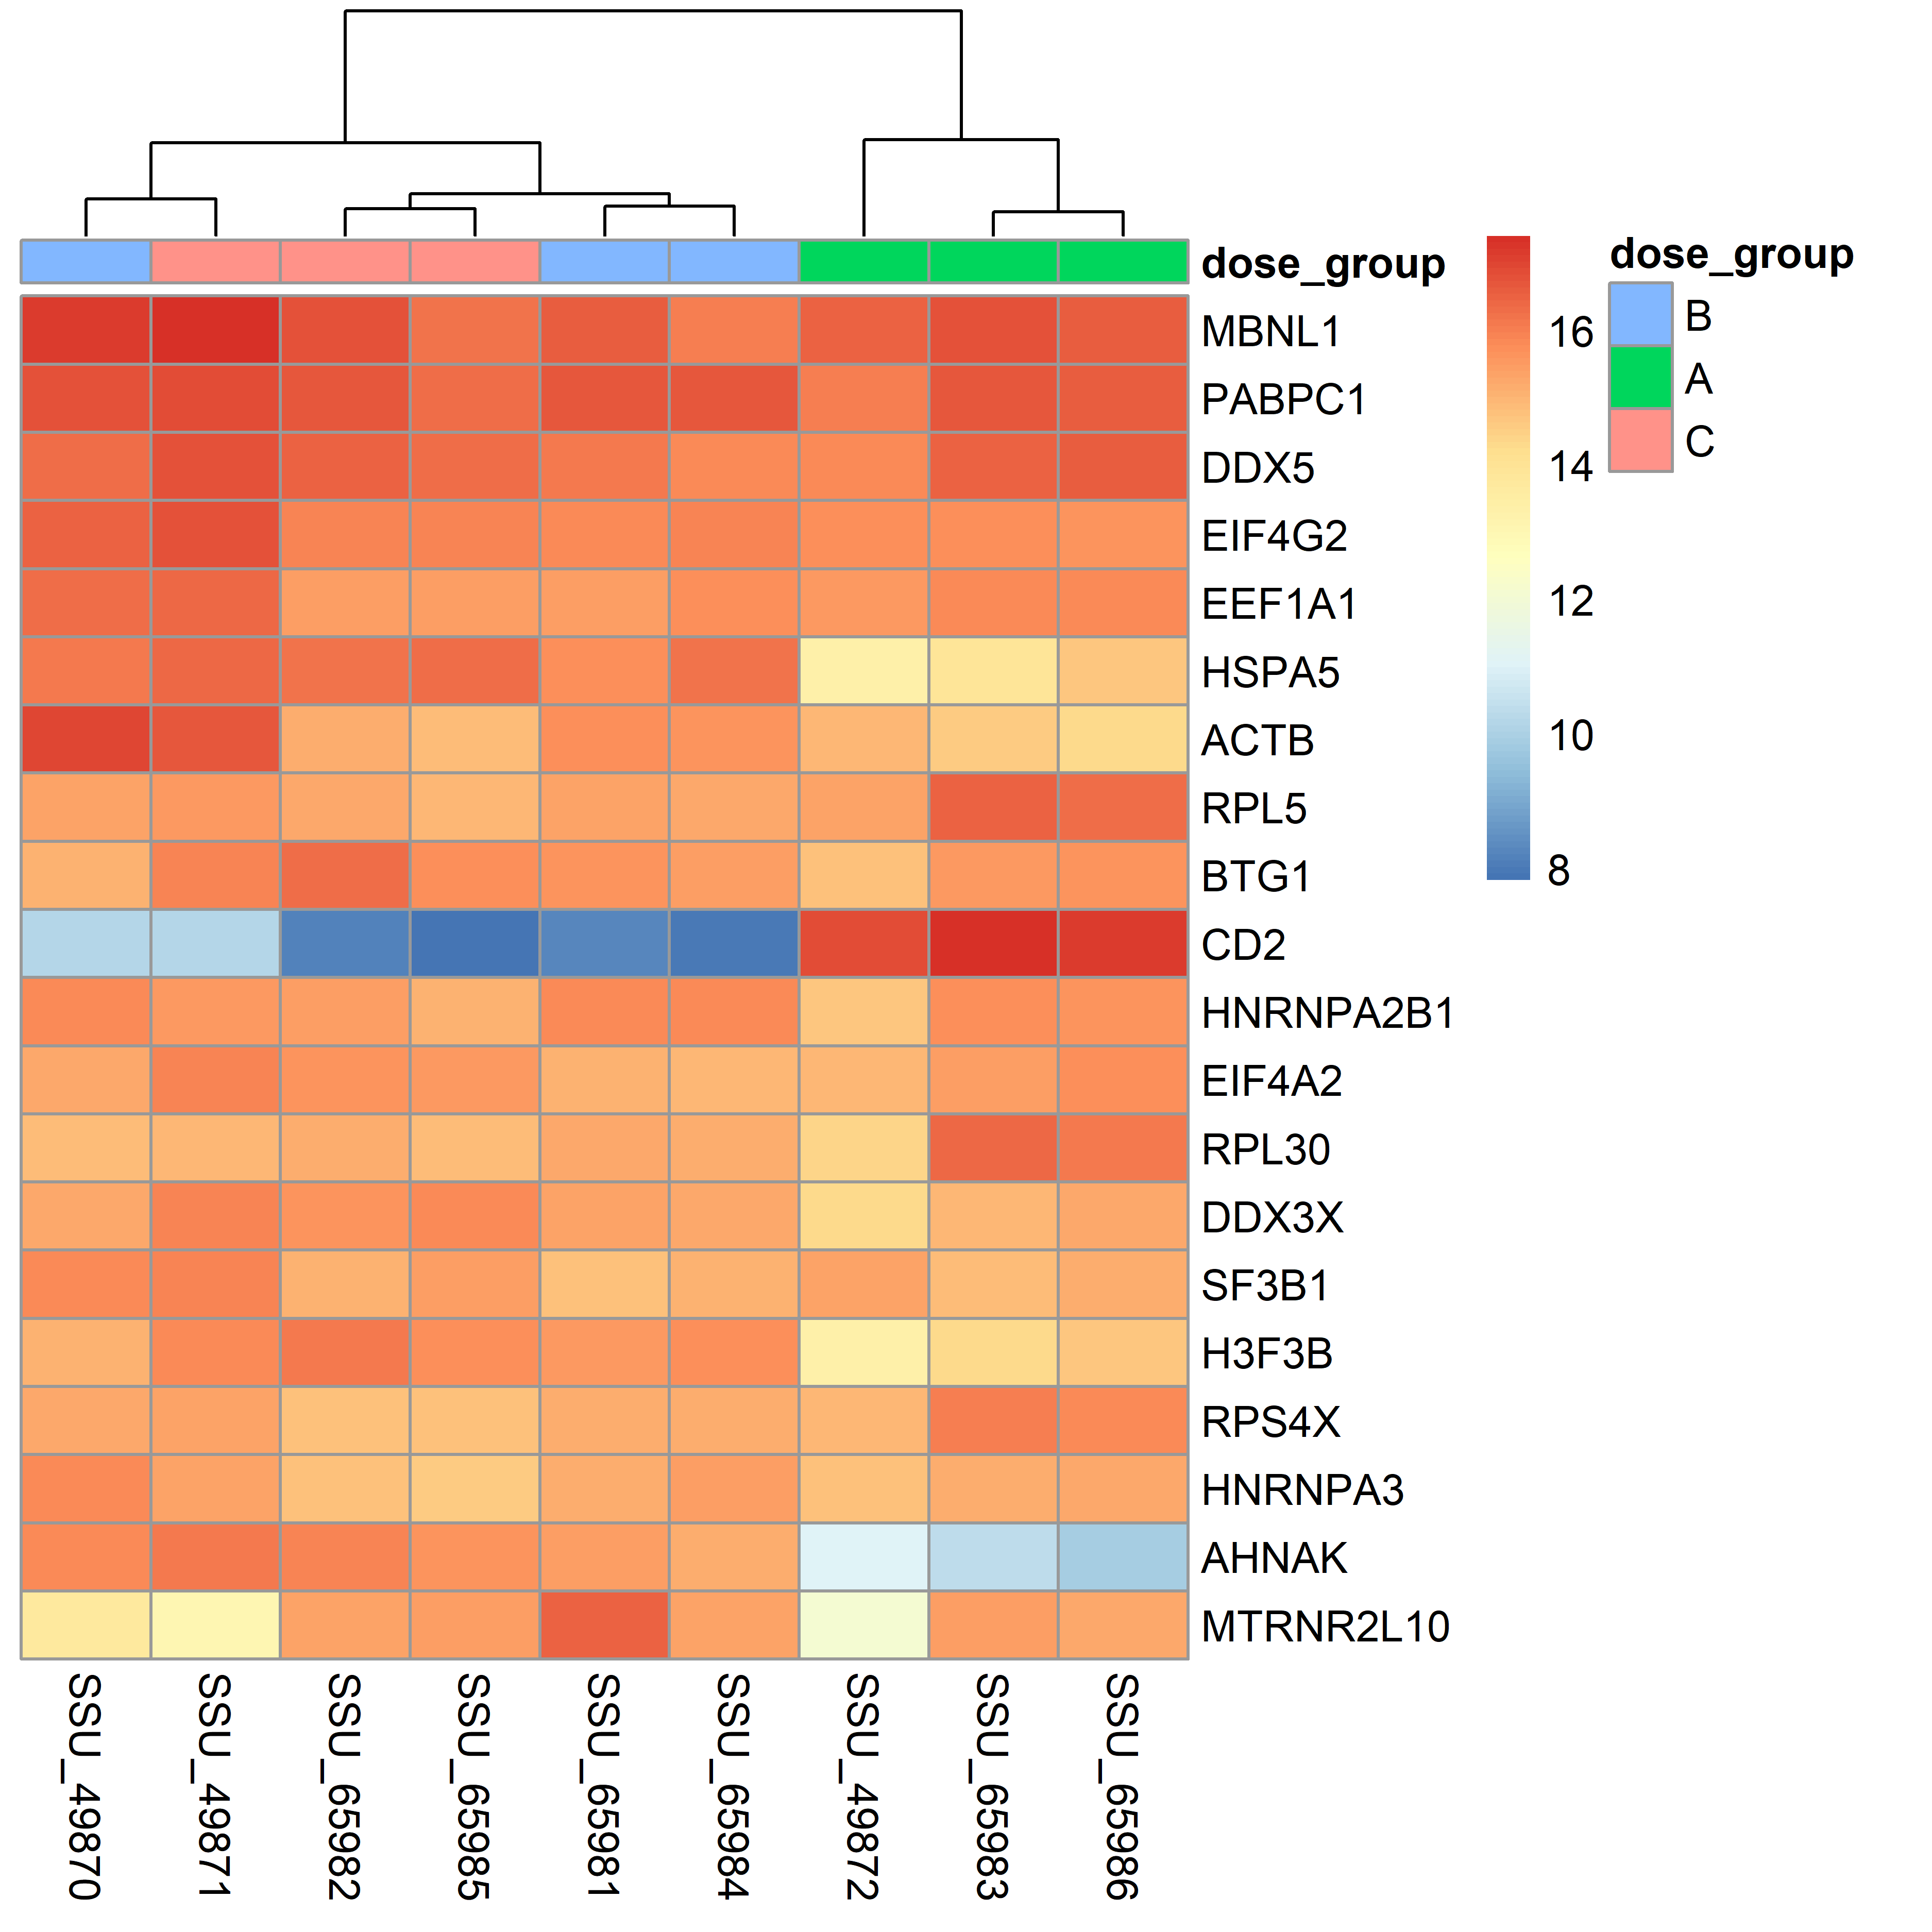 dose_group
MBNL1
PABPC1
DDX5
EIF4G2
EEF1A1
HSPA5
ACTB
RPL5
BTG1
CD2
HNRNPA2B1
EIF4A2
RPL30
DDX3X
SF3B1
H3F3B
RPS4X
HNRNPA3
AHNAK
MTRNR2L10
SSU_49870
SSU_49871
SSU_65982
SSU_65985
SSU_65981
SSU_65984
SSU_49872
SSU_65983
SSU_65986
16
14
12
10
8
dose_group
B
A
C